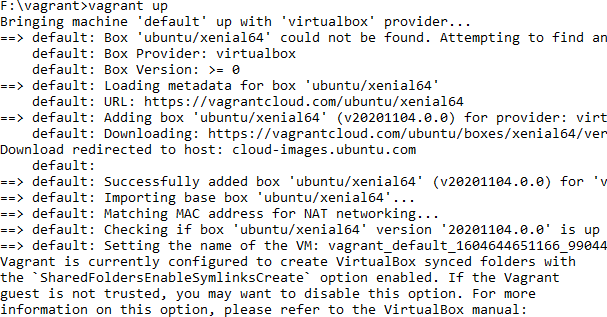 F:\vagrant>vagrant up
Bringing machine 'default' up with 'virtualbox' provider...
==> default: Box 'ubuntu/xenial64' could not be found. Attempting to find an
default: Box Provider: virtualbox
default: Box Version: >= 0
==> default: Loading metadata for box 'ubuntu/xenial64'
default: URL: https://vagrantcloud.com/ubuntu/xenial64
==> default: Adding box 'ubuntu/xenial64' (v20201104.0.0) for provider: virt
default: Downloading: https://vagrantcloud.com/ubuntu/boxes/xenial64/ver
Download redirected to host: cloud-images.ubuntu.com
default:
==> default: Successfully added box 'ubuntu/xenial64' (v20201104.0.0) for 'v
==> default: Importing base box 'ubuntu/xenial64'...
==> default: Matching MAC address for NAT networking...
==> default: Checking if box 'ubuntu/xenial64' version '20201104.0.0' is up
==> default: Setting the name of the VM: vagrant_default_1604644651166_99044
Vagrant is currently configured to create VirtualBox synced folders with
the `SharedFoldersEnableSymlinksCreate` option enabled. If the Vagrant
guest is not trusted, you may want to disable this option. For more
information on this option, please refer to the VirtualBox manual: